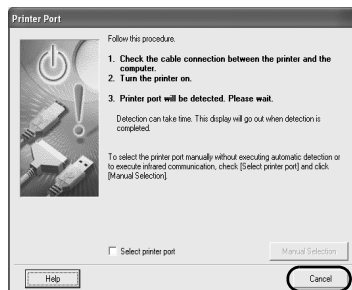 Printer Port
Follow this procedure.
1. Check the cable connection between the printer and the
computer.
2. Turn the printer on.
3. Printer port will be detected. Please wait.
Detection can take time. This display will go out when detection is
completed.
To select the printer port manually without executing automatic detection or
to execute infrared communication, check [Select printer port] and click
[Manual Selection].
Select printer port
Manual Selection
Help
Cancel